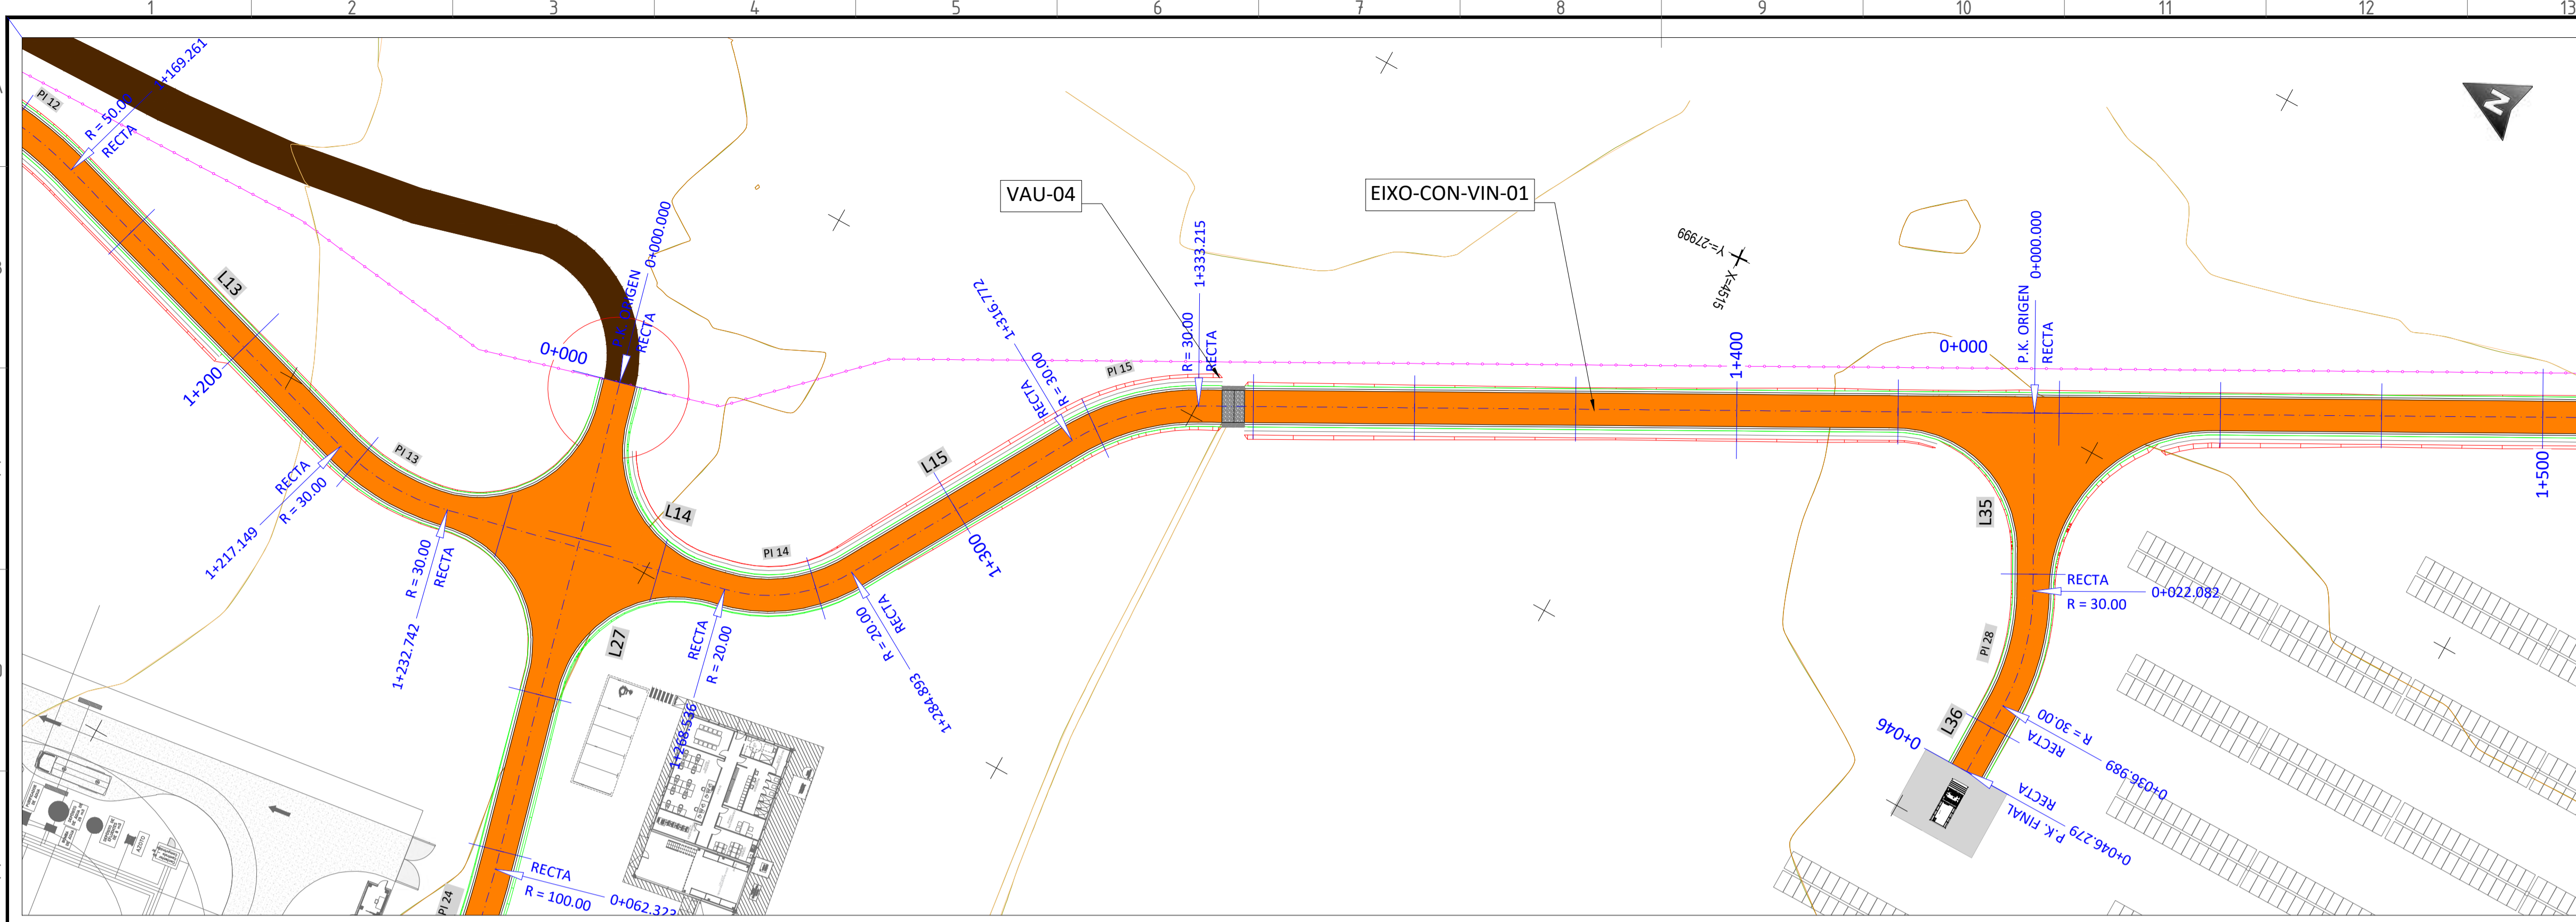 1 2 3 4 5 6 7 8 9 10 11 12 13
PI 12
R = 50.00
1+169.261
RECTA
N
L13
P.K. ORIGEN
0+000.000
RECTA
VAU-04
EIXO-CON-VIN-01
Y=-27999
X=4515
0+000
1+200
1+316.772
R = 30.00
RECTA
1+333.215
R = 30.00
RECTA
PI 15
1+400
0+000
P.K. ORIGEN
0+000.000
RECTA
1+500
PI 13
RECTA
R = 30.00
1+217.149
L14
L15
L35
PI 14
1+300
R = 30.00
RECTA
1+232.742
L27
RECTA
R = 20.00
1+268.536
RECTA
R = 20.00
1+284.893
RECTA
R = 30.00
0+022.082
PI 28
L36
R = 30.00
RECTA
0+036.989
0+046
RECTA
P.K. FINAL
0+046.279
AZOTO
PI 24
RECTA
R = 100.00
0+062.323